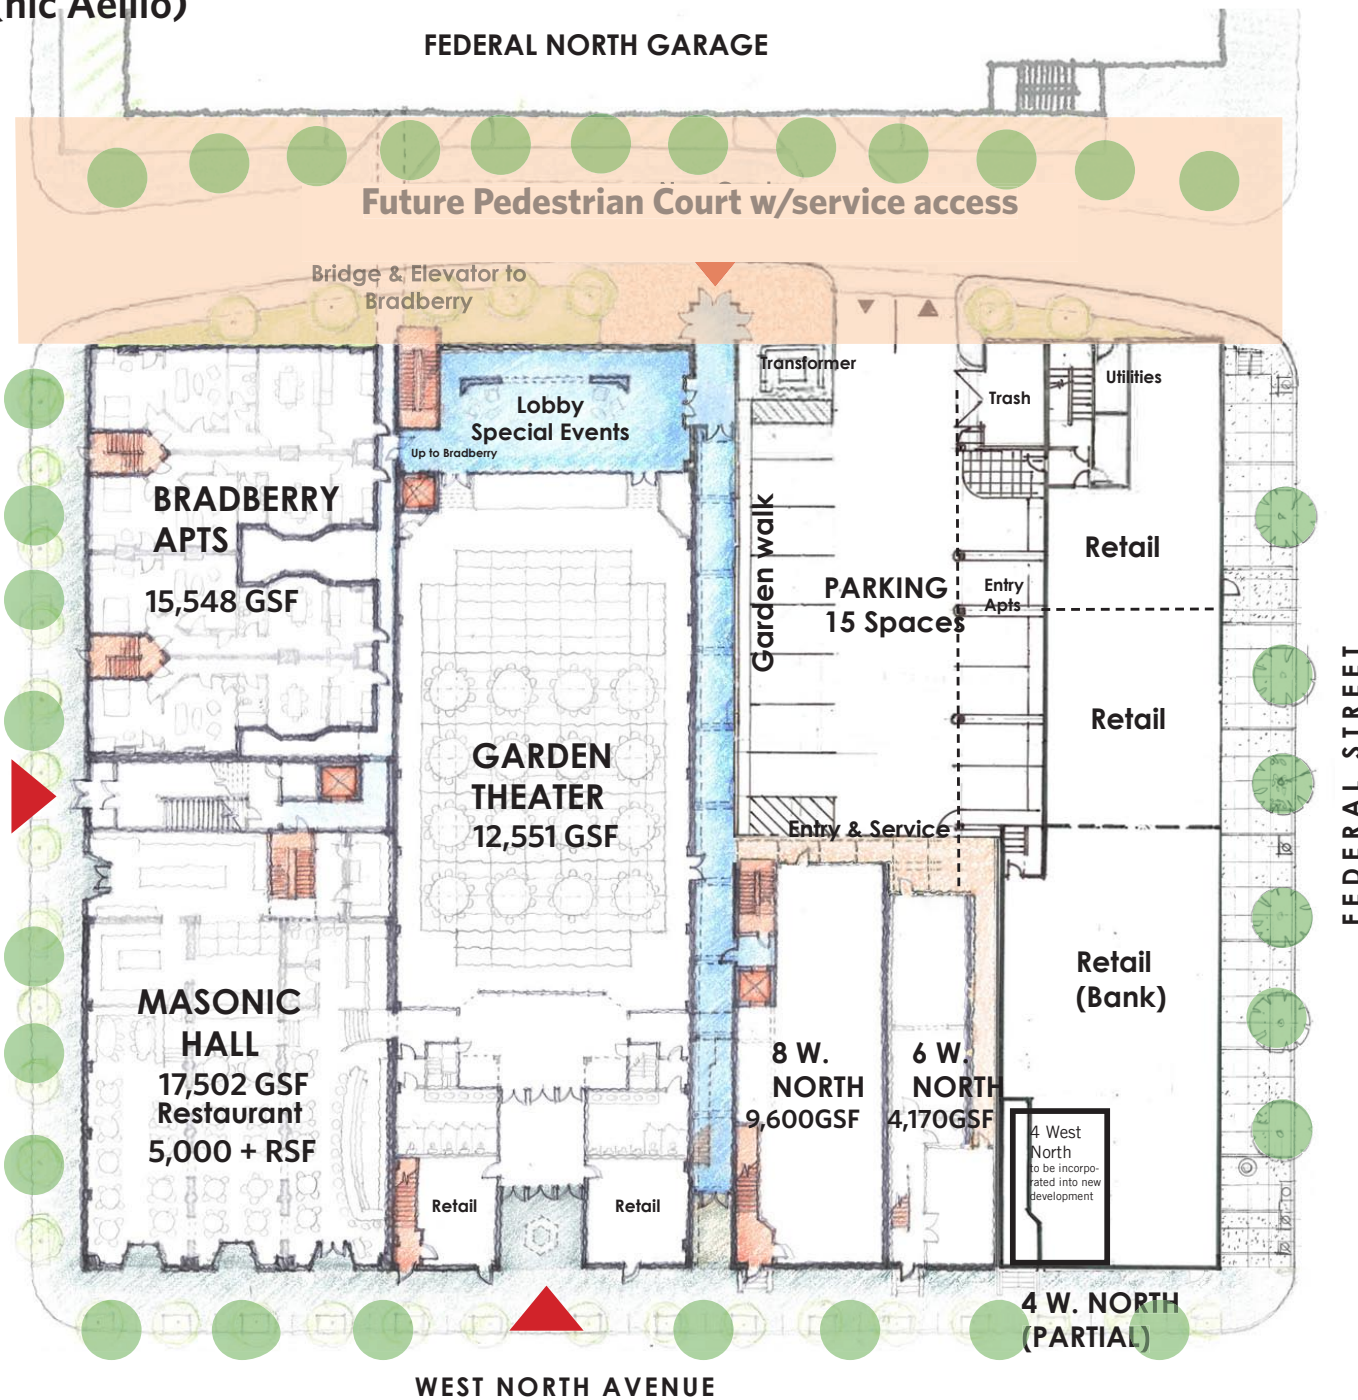 (nic Aeillo)
FEDERAL NORTH GARAGE
Future Pedestrian Court w/service access
Bridge & Elevator to
Bradberry
Transformer
Trash
Utilities
Lobby
Special Events
Up to Bradberry
BRADBERRY
APTS
15,548 GSF
Garden walk
PARKING
15 Spaces
Entry
Apts
Retail
Retail
GARDEN
THEATER
12,551 GSF
Entry & Service
FEDERAL STREET
MASONIC
HALL
17,502 GSF
Restaurant
5,000 + RSF
8 W.
NORTH
9,600GSF
6 W.
NORTH
4,170GSF
Retail
(Bank)
4 West
North
to be incorpo-
rated into new
development
Retail
Retail
4 W. NORTH
(PARTIAL)
WEST NORTH AVENUE